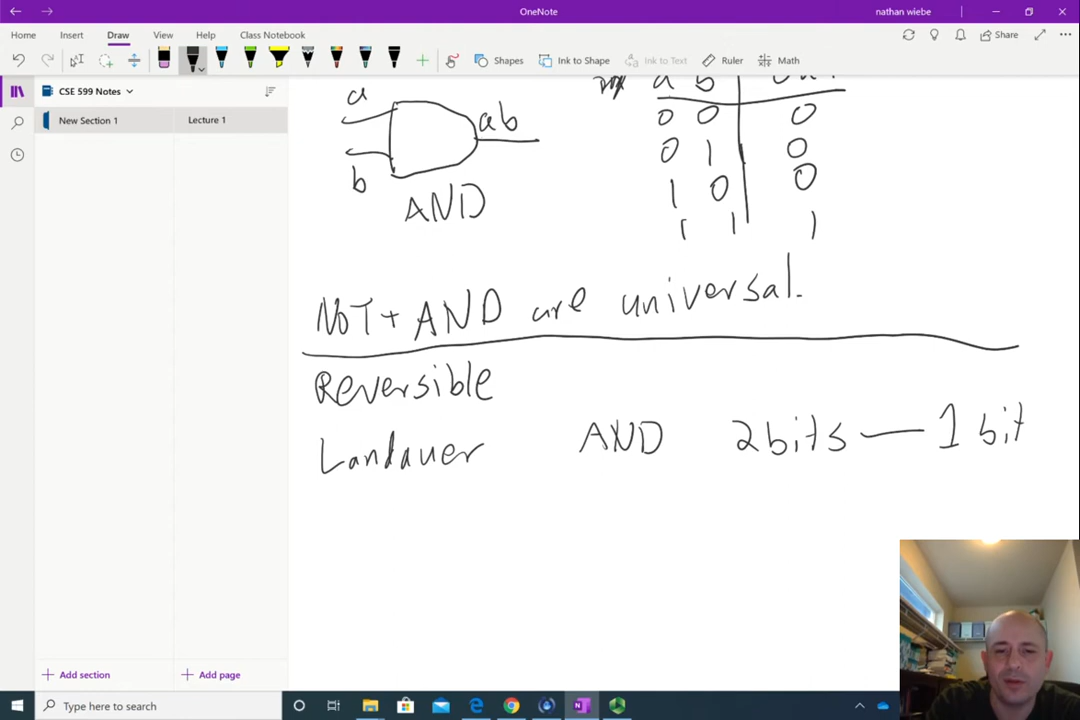 OneNote
nathan wiebe
Home Insert Draw View Help Class Notebook
Share
Shapes Ink to Shape Ink to Text Ruler Math
CSE 599 Notes
New Section 1
Lecture 1
a
b
ab
AND
a b
0 0 0
0 1 0
1 0 0
1 1 1
NOT + AND are universal.
Reversible
Landauer AND 2 bits — 1 bit
+ Add section
+ Add page
Type here to search